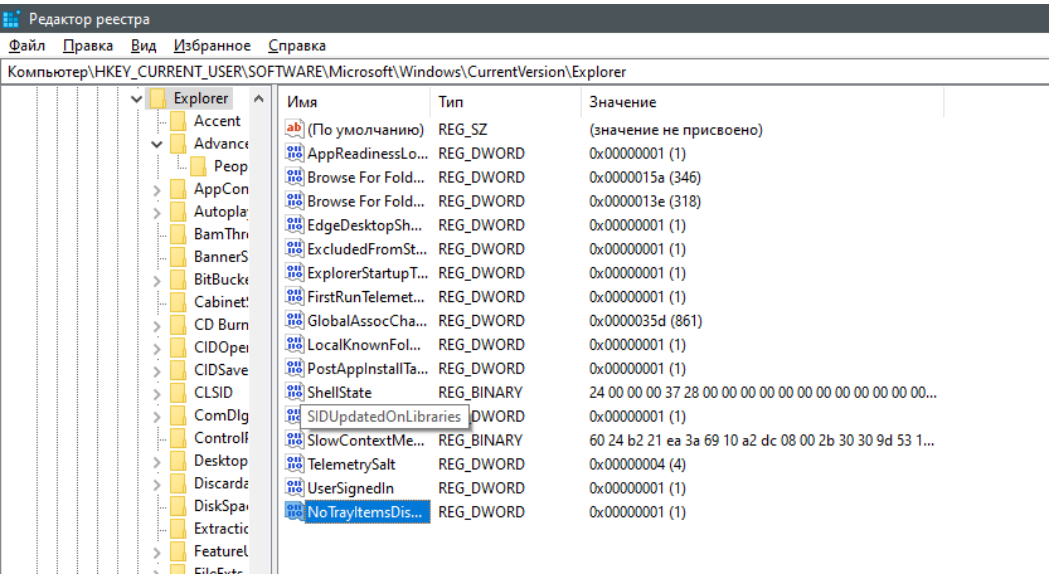 Редактор реестра
Файл Правка Вид Избранное Справка
Компьютер\HKEY_CURRENT_USER\SOFTWARE\Microsoft\Windows\CurrentVersion\Explorer
Explorer
Accent
Advance
Peop
AppCon
Autopla
BamThr
BannerS
BitBucke
Cabinet
CD Burn
CIDOpe
CIDSave
CLSID
ComDlg
ControlP
Desktop
Discarda
DiskSpa
Extractio
FeatureU
FileExts
Имя Тип Значение
(По умолчанию) REG_SZ (значение не присвоено)
AppReadinessLo... REG_DWORD 0x00000001 (1)
Browse For Fold... REG_DWORD 0x0000015a (346)
Browse For Fold... REG_DWORD 0x0000013e (318)
EdgeDesktopSh... REG_DWORD 0x00000001 (1)
ExcludedFromSt... REG_DWORD 0x00000001 (1)
ExplorerStartupT... REG_DWORD 0x00000001 (1)
FirstRunTelemet... REG_DWORD 0x00000001 (1)
GlobalAssocCha... REG_DWORD 0x0000035d (861)
LocalKnownFol... REG_DWORD 0x00000001 (1)
PostAppInstallTa... REG_DWORD 0x00000001 (1)
ShellState REG_BINARY 24 00 00 00 37 28 00 00 00 00 00 00 00 00 00 00 00...
SIDUpdatedOnLibraries DWORD 0x00000001 (1)
SlowContextMe... REG_BINARY 60 24 b2 21 ea 3a 69 10 a2 dc 08 00 2b 30 30 9d 53 1...
TelemetrySalt REG_DWORD 0x00000004 (4)
UserSignedIn REG_DWORD 0x00000001 (1)
NoTrayItemsDis... REG_DWORD 0x00000001 (1)